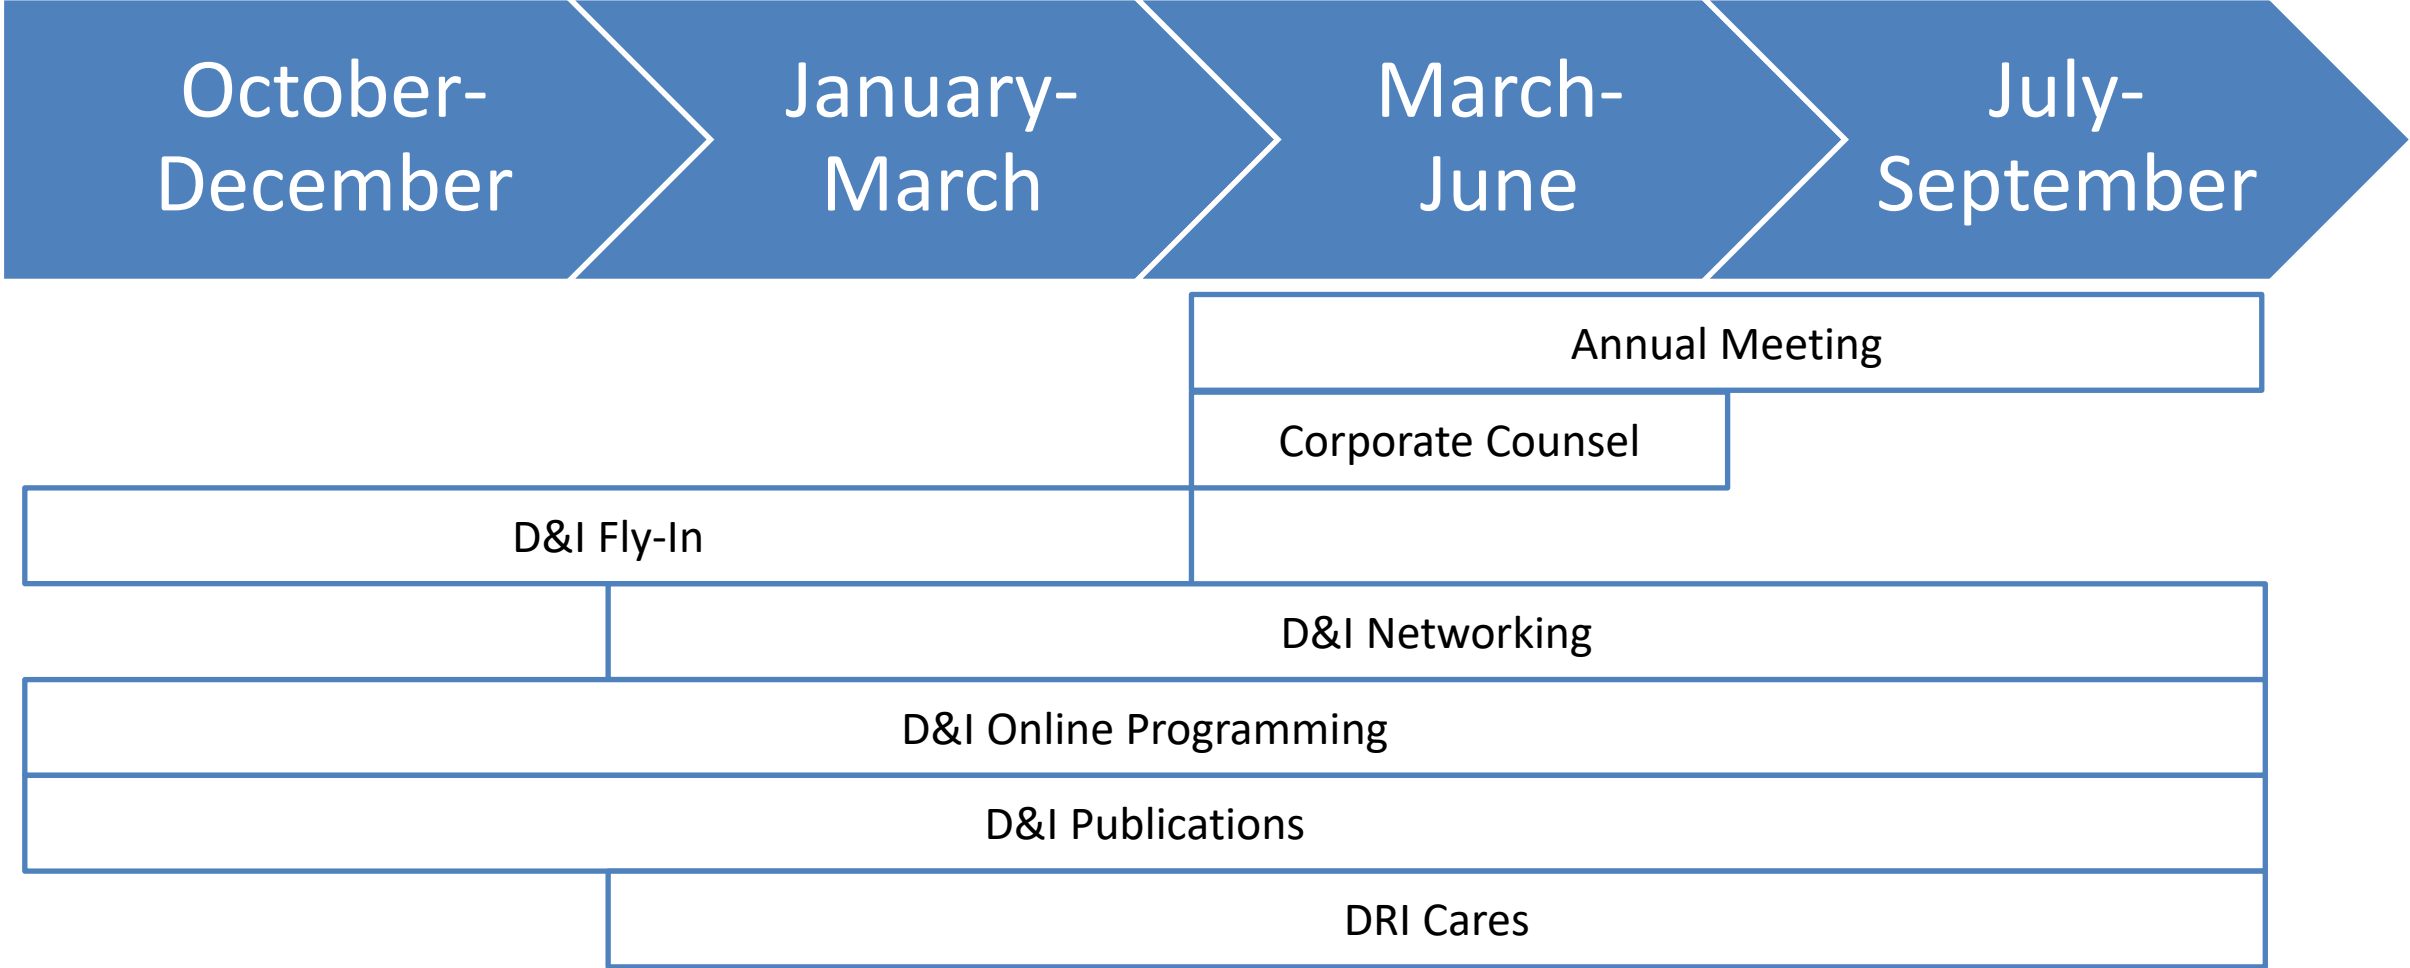 October-
December
January-
March
March-
June
July-
September
Annual Meeting
Corporate Counsel
D&I Fly-In
D&I Networking
D&I Online Programming
D&I Publications
DRI Cares